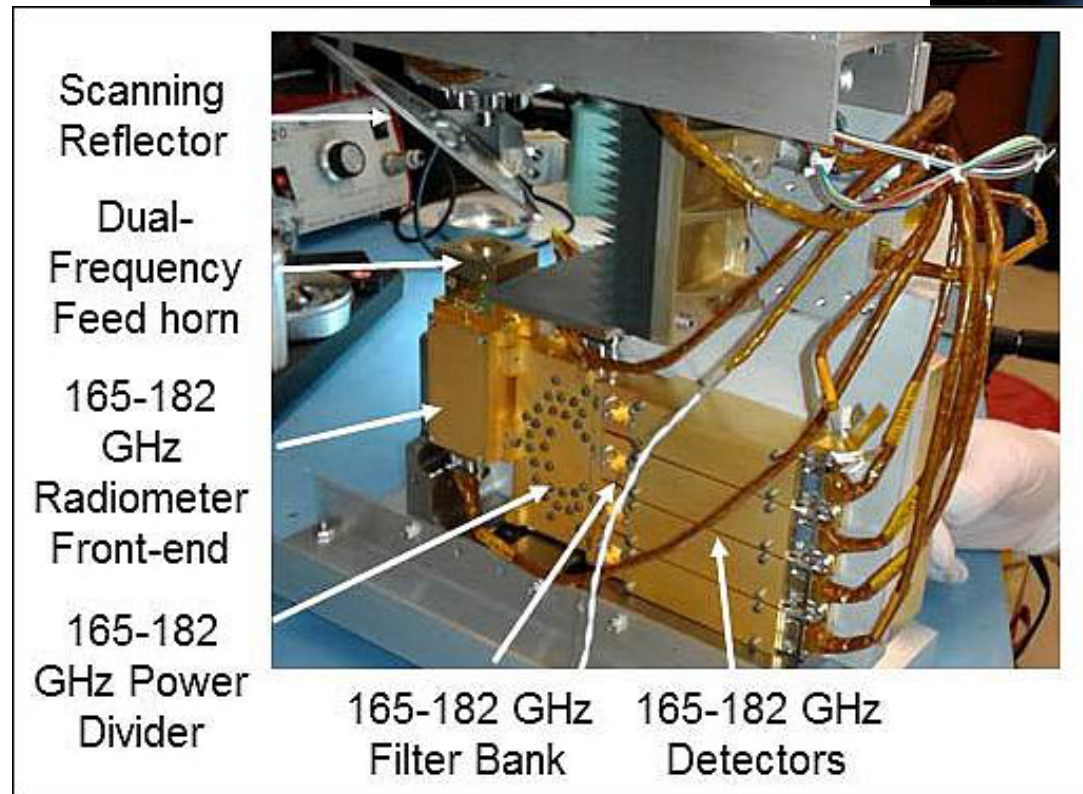 Scanning
Reflector
Dual-
Frequency
Feed horn
165-182
GHz
Radiometer
Front-end
165-182
GHz Power
Divider
165-182 GHz
Filter Bank
165-182 GHz
Detectors